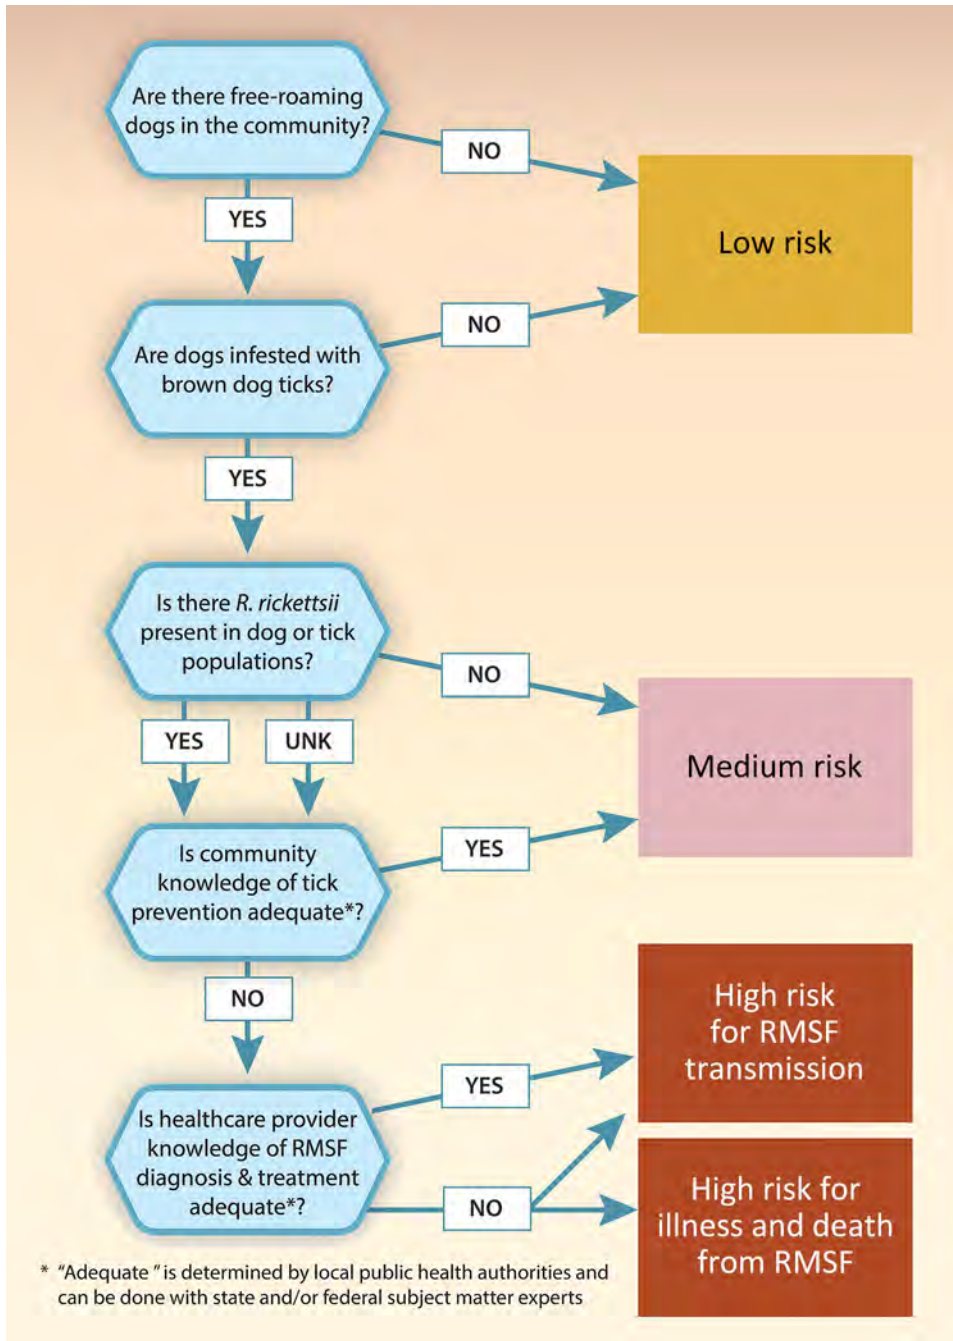 Are there free-roaming
dogs in the community?
NO
YES
Low risk
Are dogs infested with
brown dog ticks?
NO
YES
Is there R. rickettsii
present in dog or tick
populations?
NO
YES
UNK
Medium risk
Is community
knowledge of tick
prevention adequate*?
YES
NO
High risk
for RMSF
transmission
Is healthcare provider
knowledge of RMSF
diagnosis & treatment
adequate*?
YES
NO
High risk for
illness and death
from RMSF
* “Adequate ” is determined by local public health authorities and
can be done with state and/or federal subject matter experts